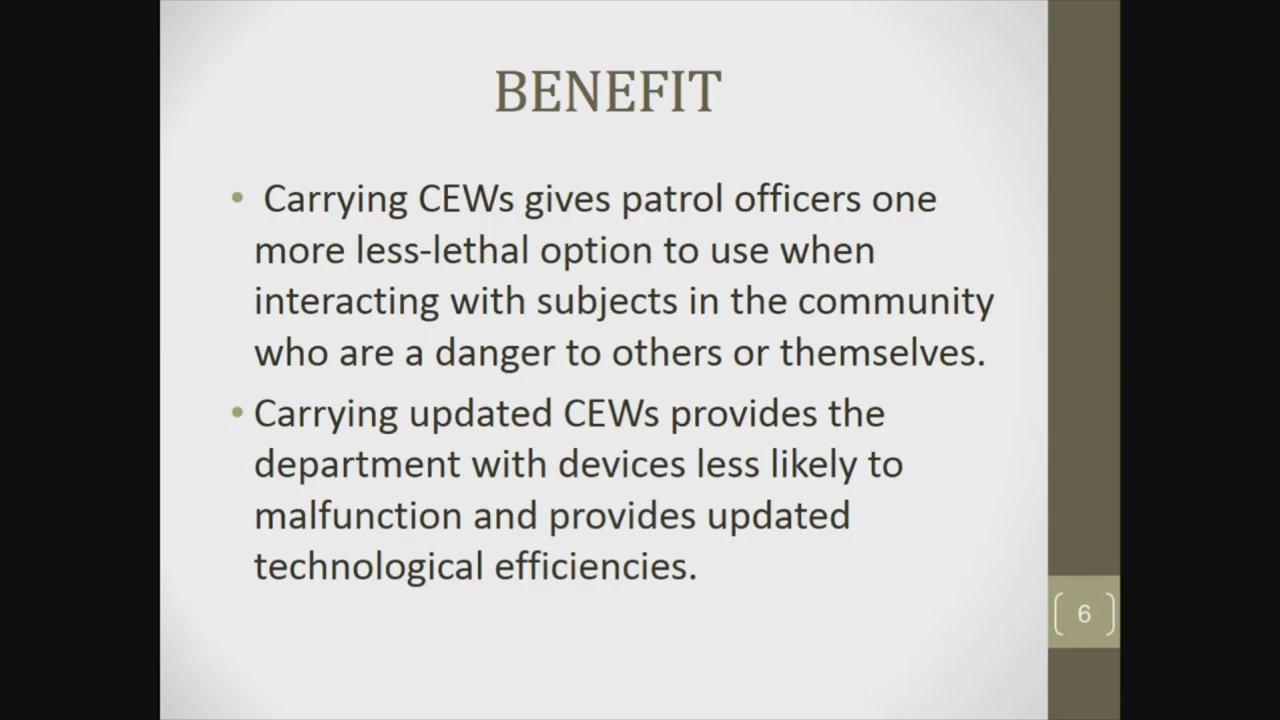 BENEFIT
• Carrying CEWs gives patrol officers one
more less-lethal option to use when
interacting with subjects in the community
who are a danger to others or themselves.
• Carrying updated CEWs provides the
department with devices less likely to
malfunction and provides updated
technological efficiencies.
6